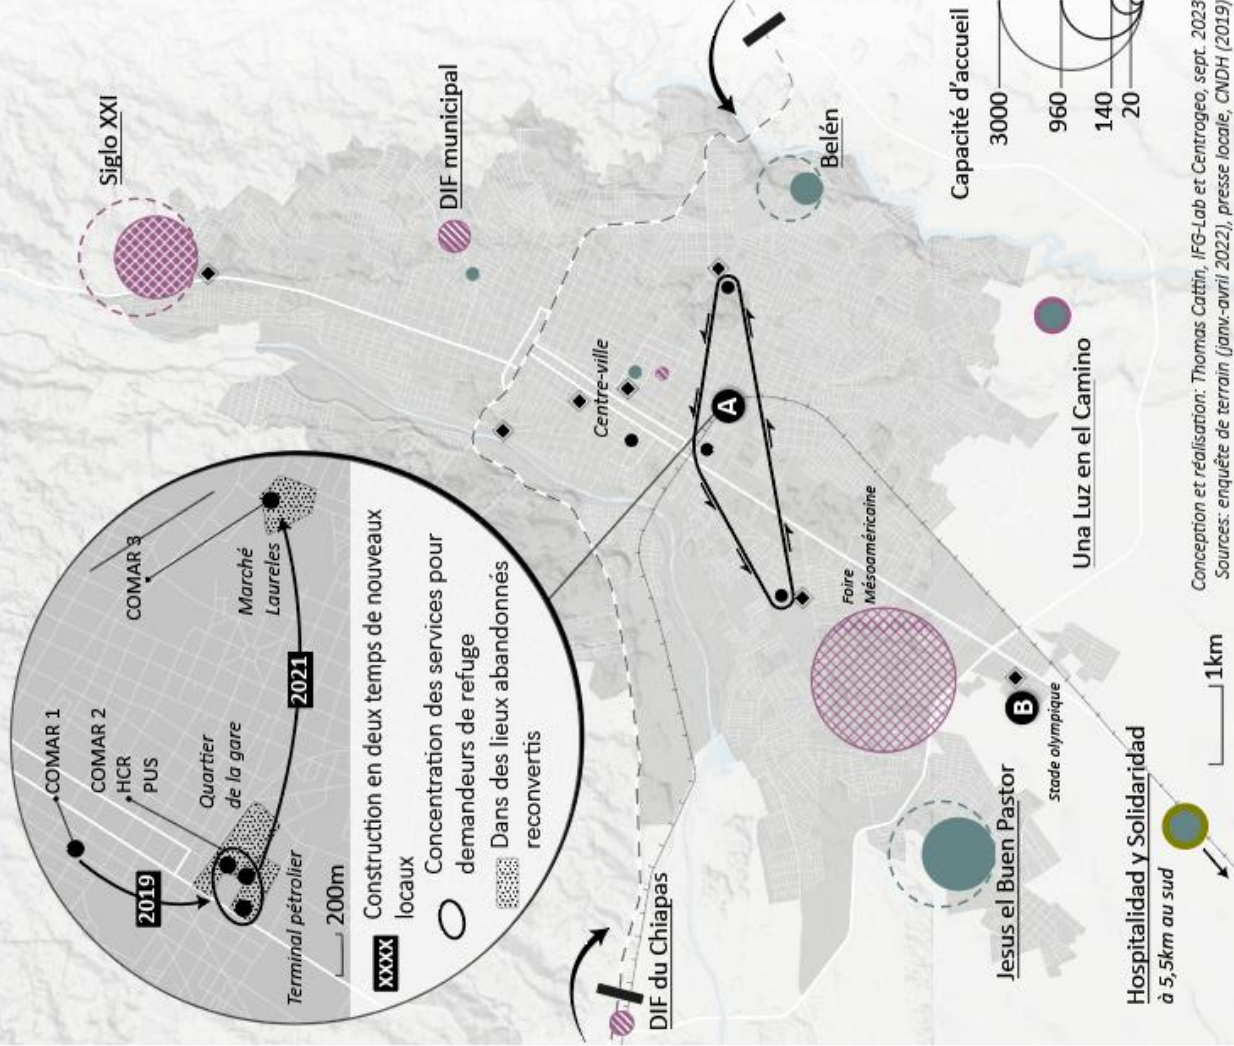 COMAR 1
COMAR 2
HCR
PUS
COMAR 3
Siglo XXI
2019
Quartier
de la gare
Marché
Laureles
Terminal pétrolier
2021
200m
XXXX Construction en deux temps de nouveaux
locaux
Concentration des services pour
demandeurs de refuge
Dans des lieux abandonnés
reconvertis
DIF municipal
Centre-ville
DIF du Chiapas
A
Belén
Foire
Mésoaméricaine
Capacité d'accueil
3000
960
140
20
Jesus el Buen Pastor
B
Stade olympique
Una Luz en el Camino
Hospitalidad y Solidaridad
à 5,5km au sud
1km
Conception et réalisation: Thomas Cattin, IFG-Lab et Centrogeo, sept. 2023
Sources: enquête de terrain (janv.-avril 2022), presse locale, CNDH (2019)